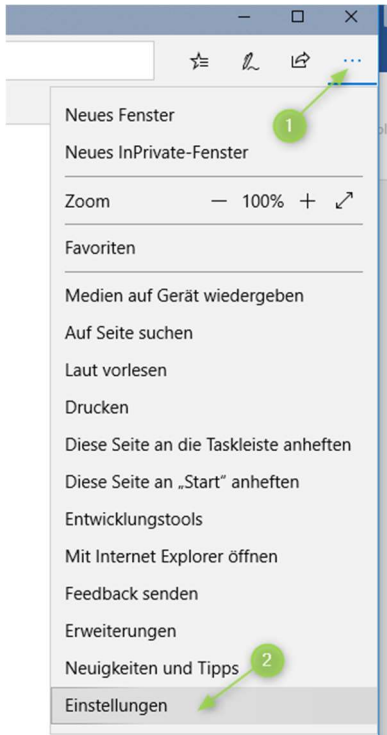 1
Neues Fenster
Neues InPrivate-Fenster
Zoom — 100% +
Favoriten
Medien auf Gerät wiedergeben
Auf Seite suchen
Laut vorlesen
Drucken
Diese Seite an die Taskleiste anheften
Diese Seite an „Start“ anheften
Entwicklungstools
Mit Internet Explorer öffnen
Feedback senden
Erweiterungen
Neuigkeiten und Tipps 2
Einstellungen